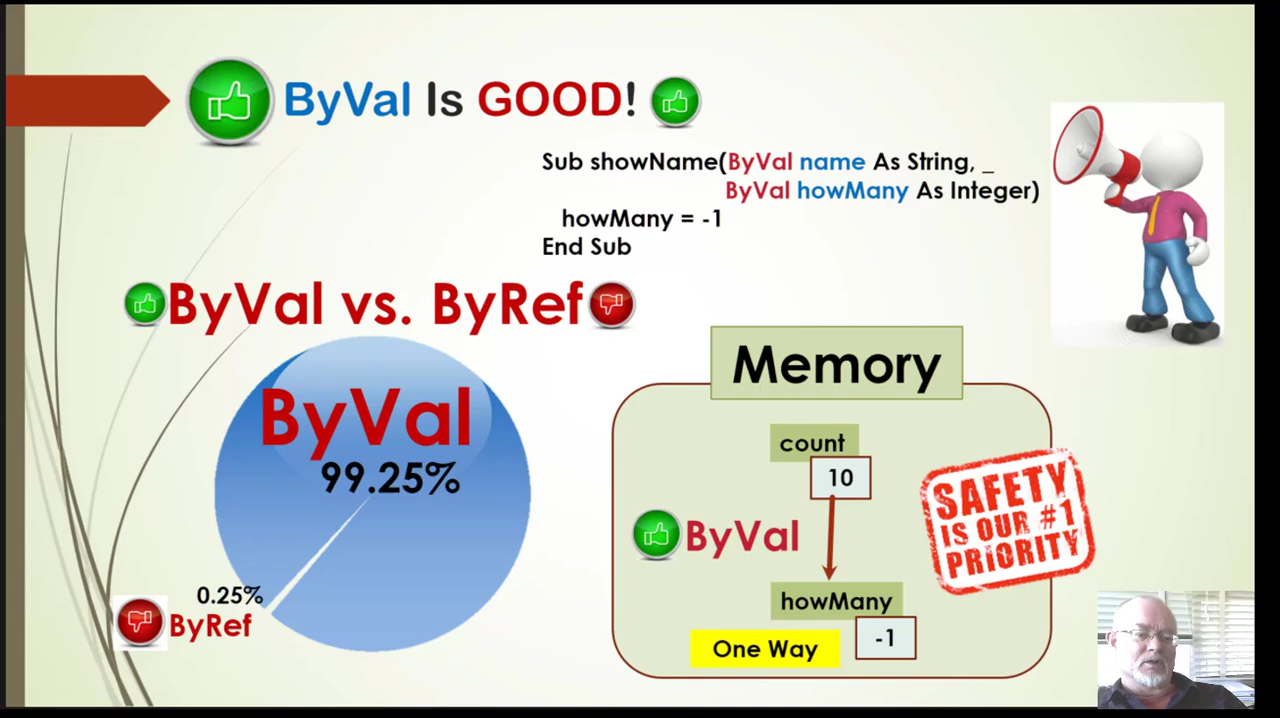 ByVal Is GOOD!
Sub showName(ByVal name As String, _
ByVal howMany As Integer)
howMany = -1
End Sub
ByVal vs. ByRef
ByVal
99.25%
0.25%
ByRef
Memory
count
10
ByVal
howMany
-1
One Way
SAFETY
IS OUR #1
PRIORITY